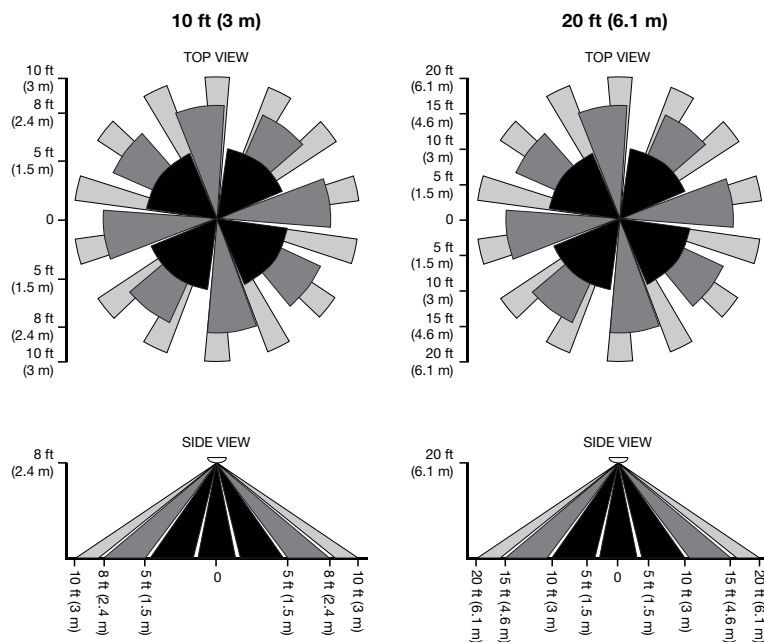 10 ft (3 m)
TOP VIEW
10 ft
(3 m)
8 ft
(2.4 m)
5 ft
(1.5 m)
0
5 ft
(1.5 m)
8 ft
(2.4 m)
10 ft
(3 m)
SIDE VIEW
8 ft
(2.4 m)
10 ft (3 m)
8 ft (2.4 m)
5 ft (1.5 m)
0
5 ft (1.5 m)
8 ft (2.4 m)
10 ft (3 m)
20 ft (6.1 m)
TOP VIEW
20 ft
(6.1 m)
15 ft
(4.6 m)
10 ft
(3 m)
5 ft
(1.5 m)
0
5 ft
(1.5 m)
10 ft
(3 m)
15 ft
(4.6 m)
20 ft
(6.1 m)
SIDE VIEW
20 ft
(6.1 m)
20 ft (6.1 m)
15 ft (4.6 m)
10 ft (3 m)
5 ft (1.5 m)
0
5 ft (1.5 m)
10 ft (3 m)
15 ft (4.6 m)
20 ft (6.1 m)